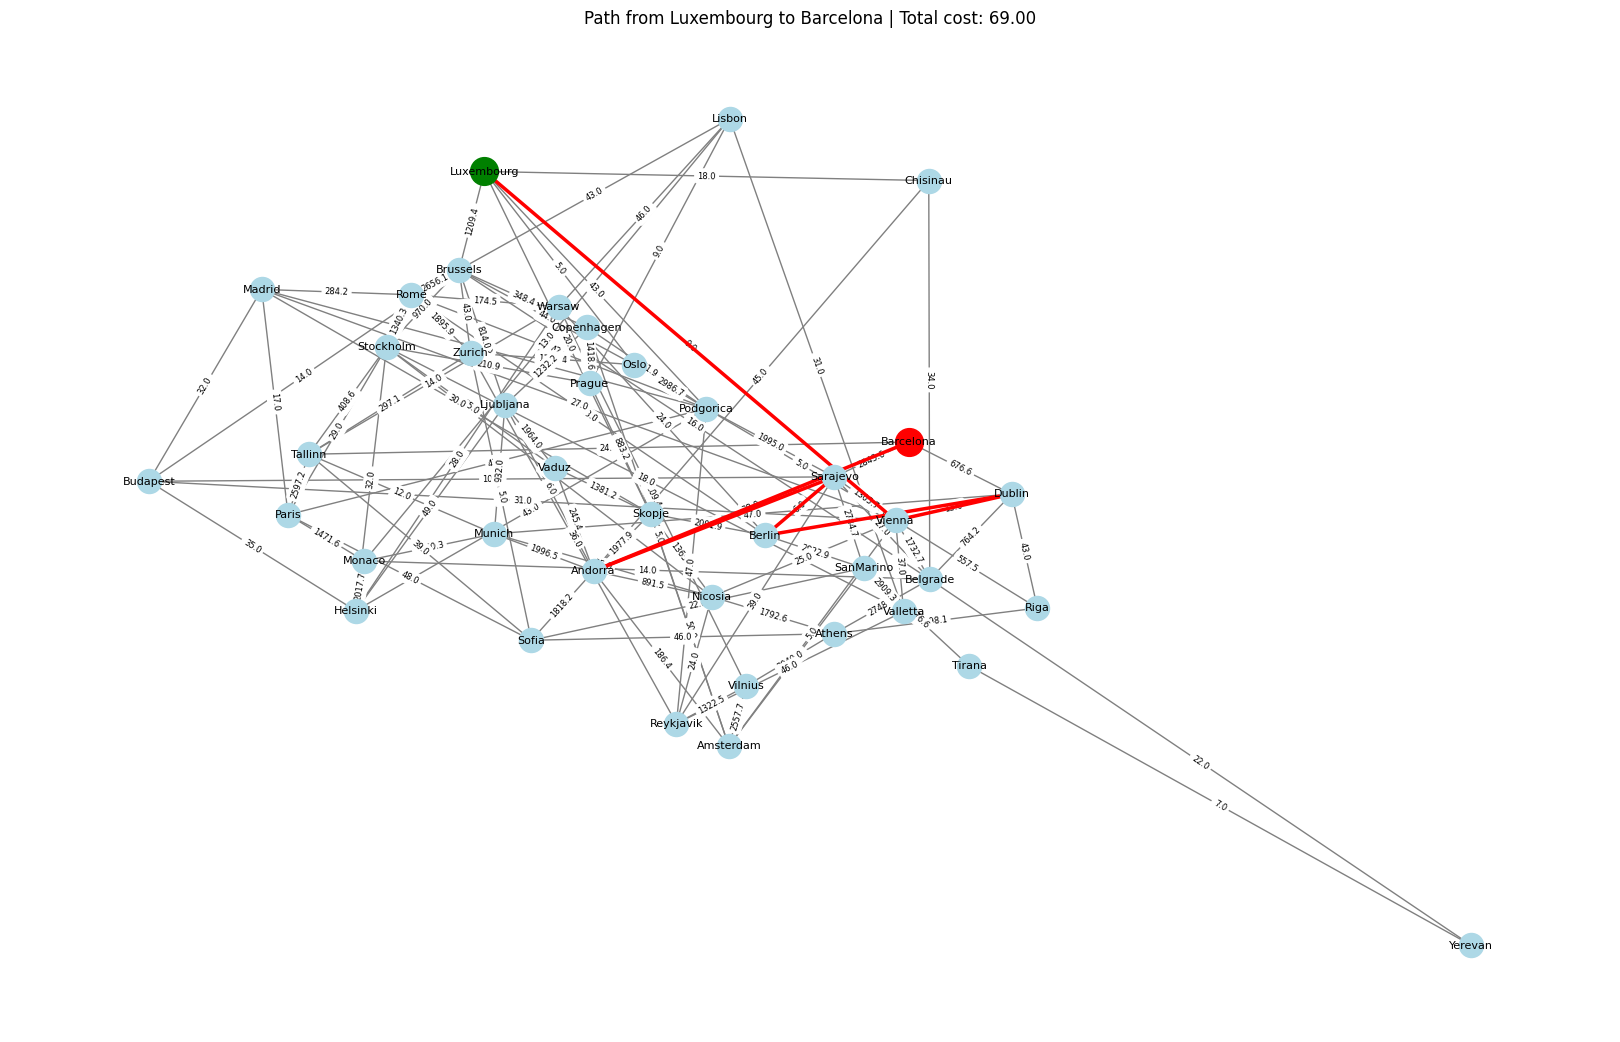 Path from Luxembourg to Barcelona | Total cost: 69.00
Lisbon
Luxembourg
18.0
Chisinau
43.0
46.0
1209.4
9.0
5.0
Brussels
2656.1
Madrid
284.2
Rome
174.5
348.4
Warsaw
43.0
970.0
44.0
43.0
1340.3
1895.9
Copenhagen
814.0
13.0
20.0
31.0
45.0
34.0
Stockholm
Zurich
1418.6
Oslo
210.9
1232.2
2986.7
Prague
32.0
14.0
17.0
14.0
408.6
297.1
30.0
Ljubljana
27.0
Podgorica
24.0
16.0
29.0
1964.0
1995.0
Barcelona
Tallinn
883.2
676.6
28.0
932.0
Vaduz
5.0
Sarajevo
Budapest
2597.2
12.0
5.0
6.0
18.0
1381.2
Dublin
31.0
49.0
Paris
Skopje
47.0
Vienna
1471.6
Munich
245.4
36.0
Berlin
1732.7
764.2
35.0
39.0
1996.5
1977.9
5.0
25.0
43.0
Monaco
Andorra
14.0
SanMarino
37.0
557.5
48.0
891.5
47.0
Belgrade
2017.7
2909.3
Helsinki
1818.2
Nicosia
39.0
Valletta
Riga
1792.6
Sofia
46.0
Athens
5.0
186.4
24.0
46.0
Tirana
Vilnius
1322.5
2557.7
Reykjavik
Amsterdam
22.0
7.0
Yerevan